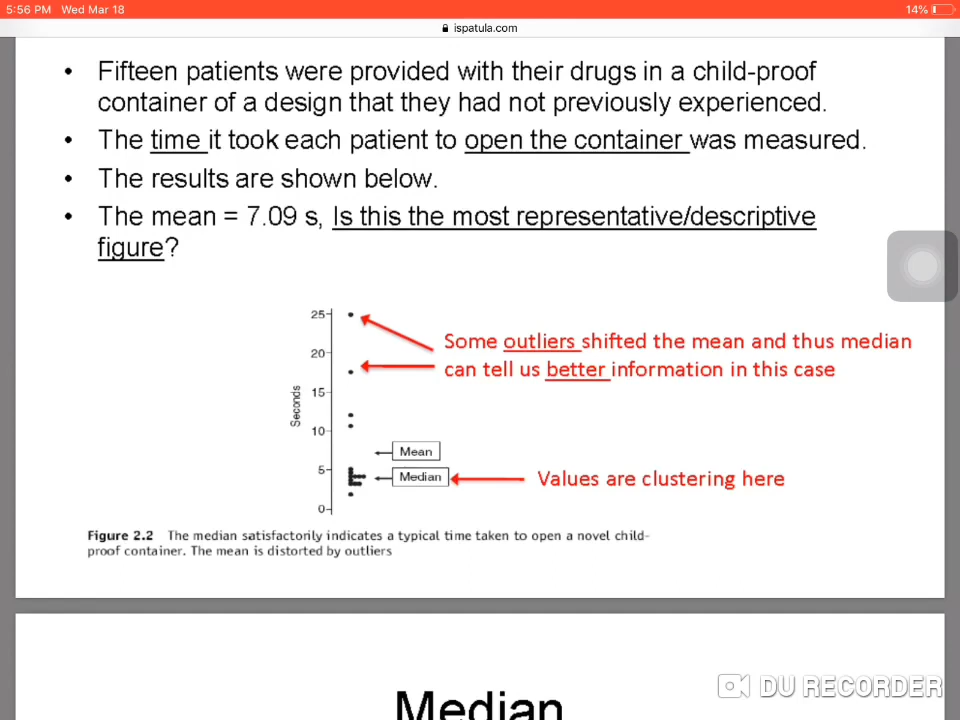 5:56 PM Wed Mar 18
14%
ispatula.com
• Fifteen patients were provided with their drugs in a child-proof
container of a design that they had not previously experienced.
• The time it took each patient to open the container was measured.
• The results are shown below.
• The mean = 7.09 s, Is this the most representative/descriptive
figure?
25
20
15
10
5
0
Seconds
Some outliers shifted the mean and thus median
can tell us better information in this case
Mean
Median
Values are clustering here
Figure 2.2 The median satisfactorily indicates a typical time taken to open a novel child-
proof container. The mean is distorted by outliers
Median
DU RECORDER